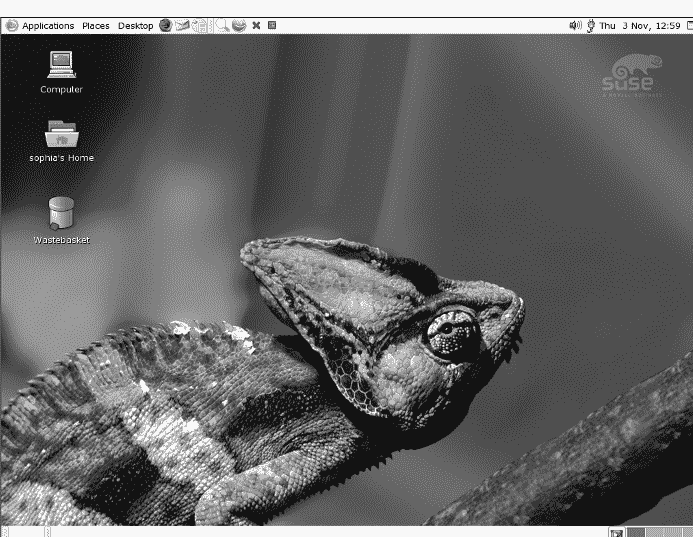 Applications Places Desktop Thu 3 Nov, 12:59
Computer
suse
sophia's Home
Wastebasket